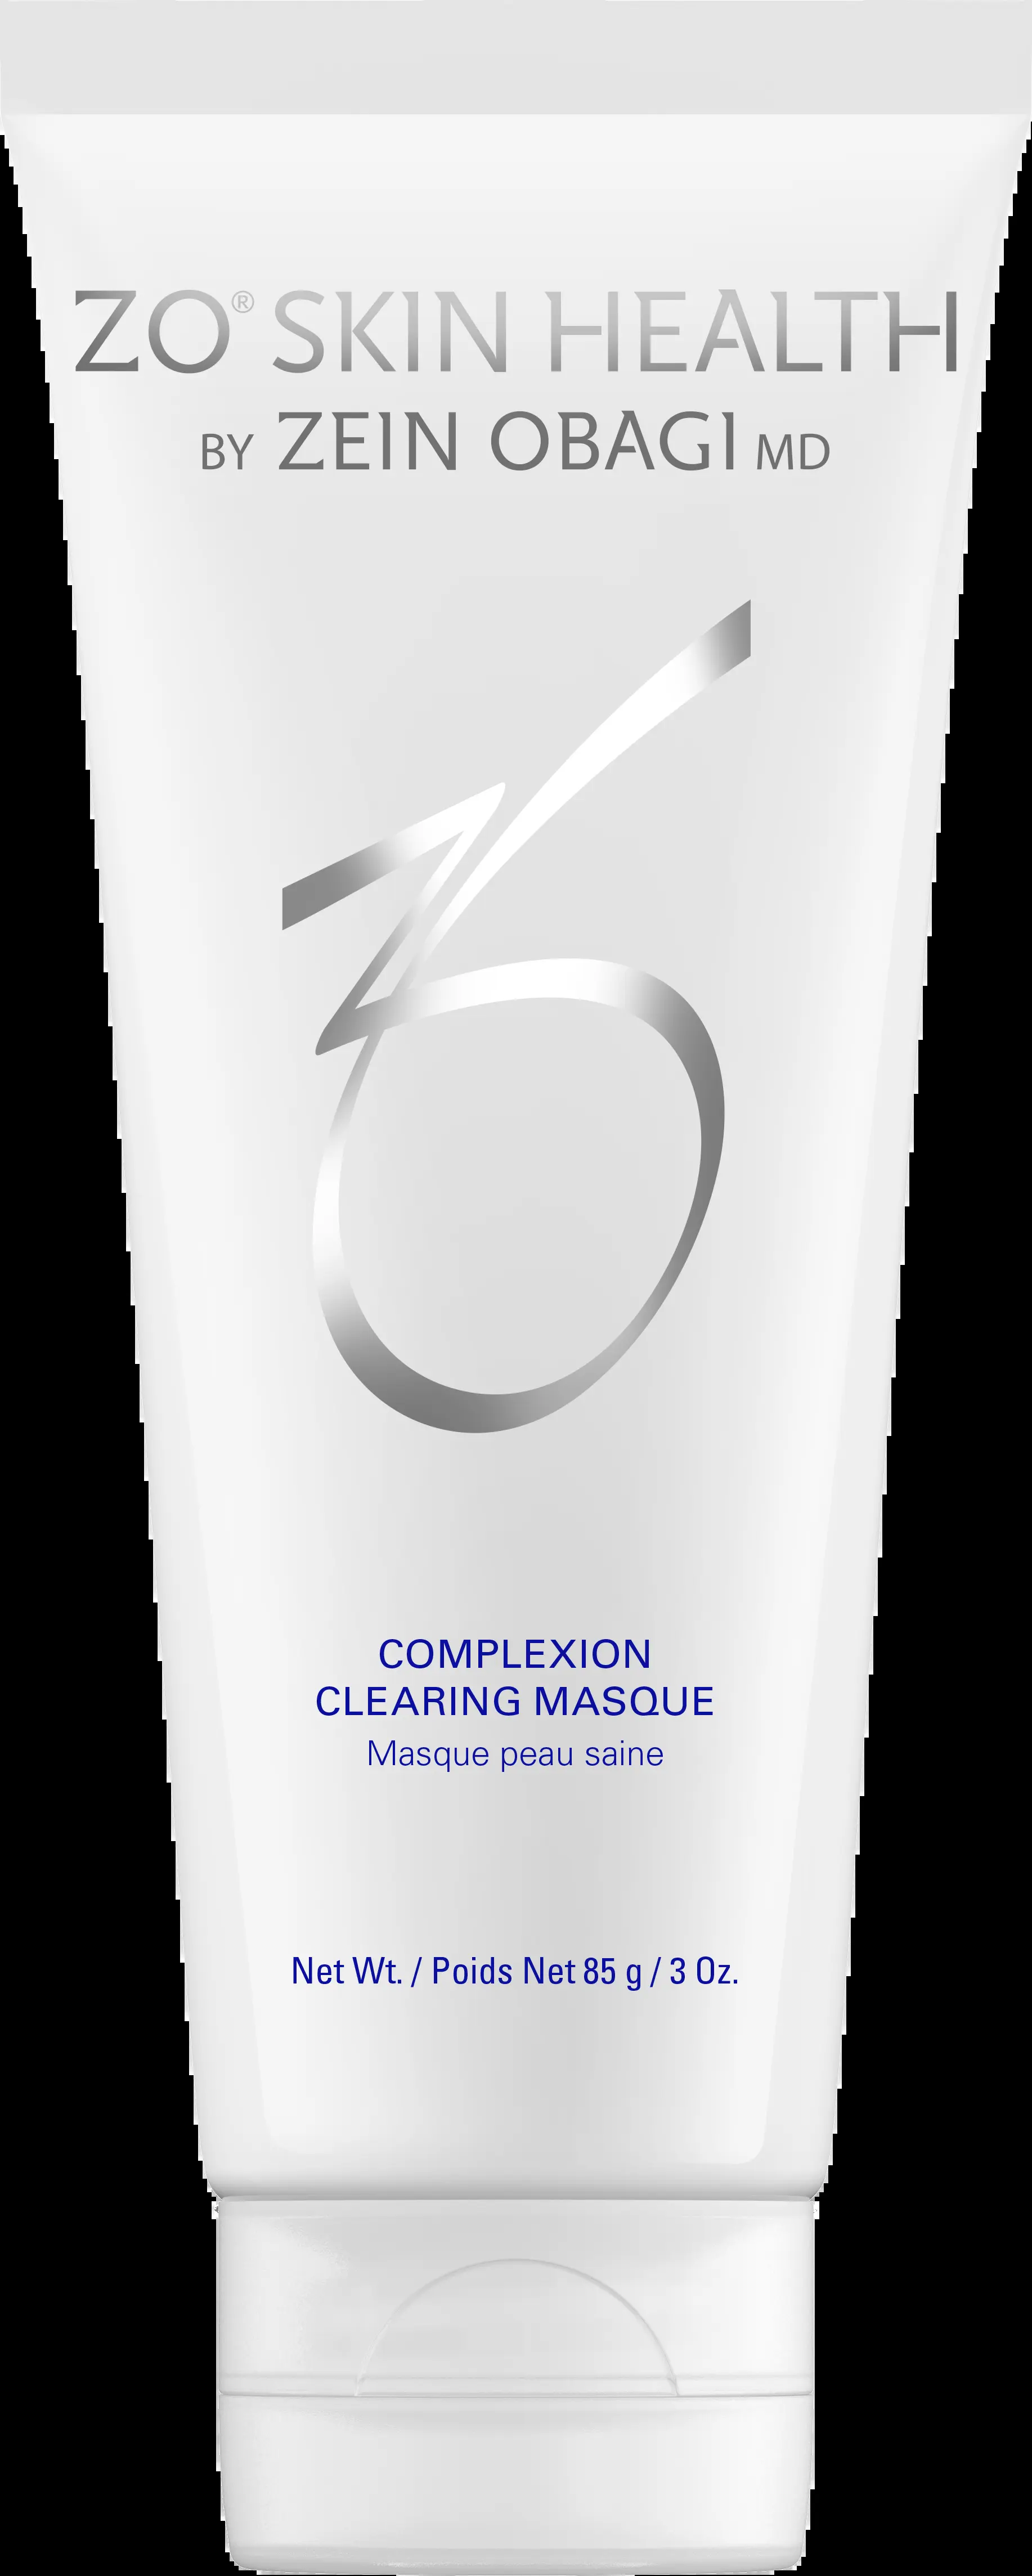 ZO® SKIN HEALTH
BY ZEIN OBAGI MD
COMPLEXION
CLEARING MASQUE
Masque peau saine
Net Wt. / Poids Net 85 g / 3 Oz.